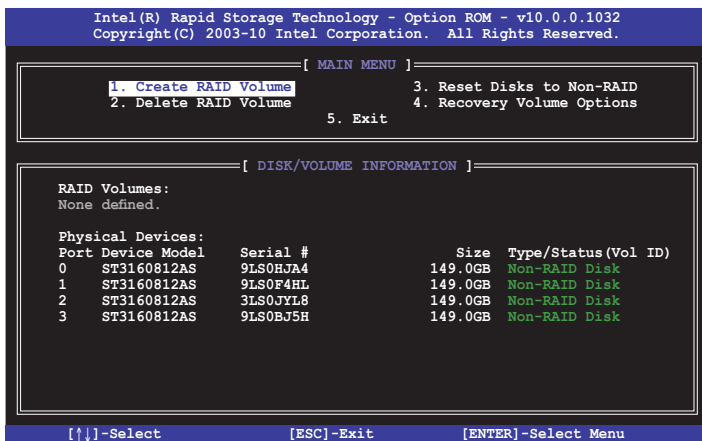 Intel(R) Rapid Storage Technology - Option ROM - v10.0.0.1032
Copyright(C) 2003-10 Intel Corporation.  All Rights Reserved.
[ MAIN MENU ]
1. Create RAID Volume 3. Reset Disks to Non-RAID
2. Delete RAID Volume 4. Recovery Volume Options
5. Exit
[ DISK/VOLUME INFORMATION ]
RAID Volumes:
None defined.
Physical Devices:
Port Device Model Serial # Size Type/Status(Vol ID)
0 ST3160812AS 9LS0HJA4 149.0GB Non-RAID Disk
1 ST3160812AS 9LS0F4HL 149.0GB Non-RAID Disk
2 ST3160812AS 3LS0JYL8 149.0GB Non-RAID Disk
3 ST3160812AS 9LS0BJ5H 149.0GB Non-RAID Disk
[↑↓]-Select [ESC]-Exit [ENTER]-Select Menu